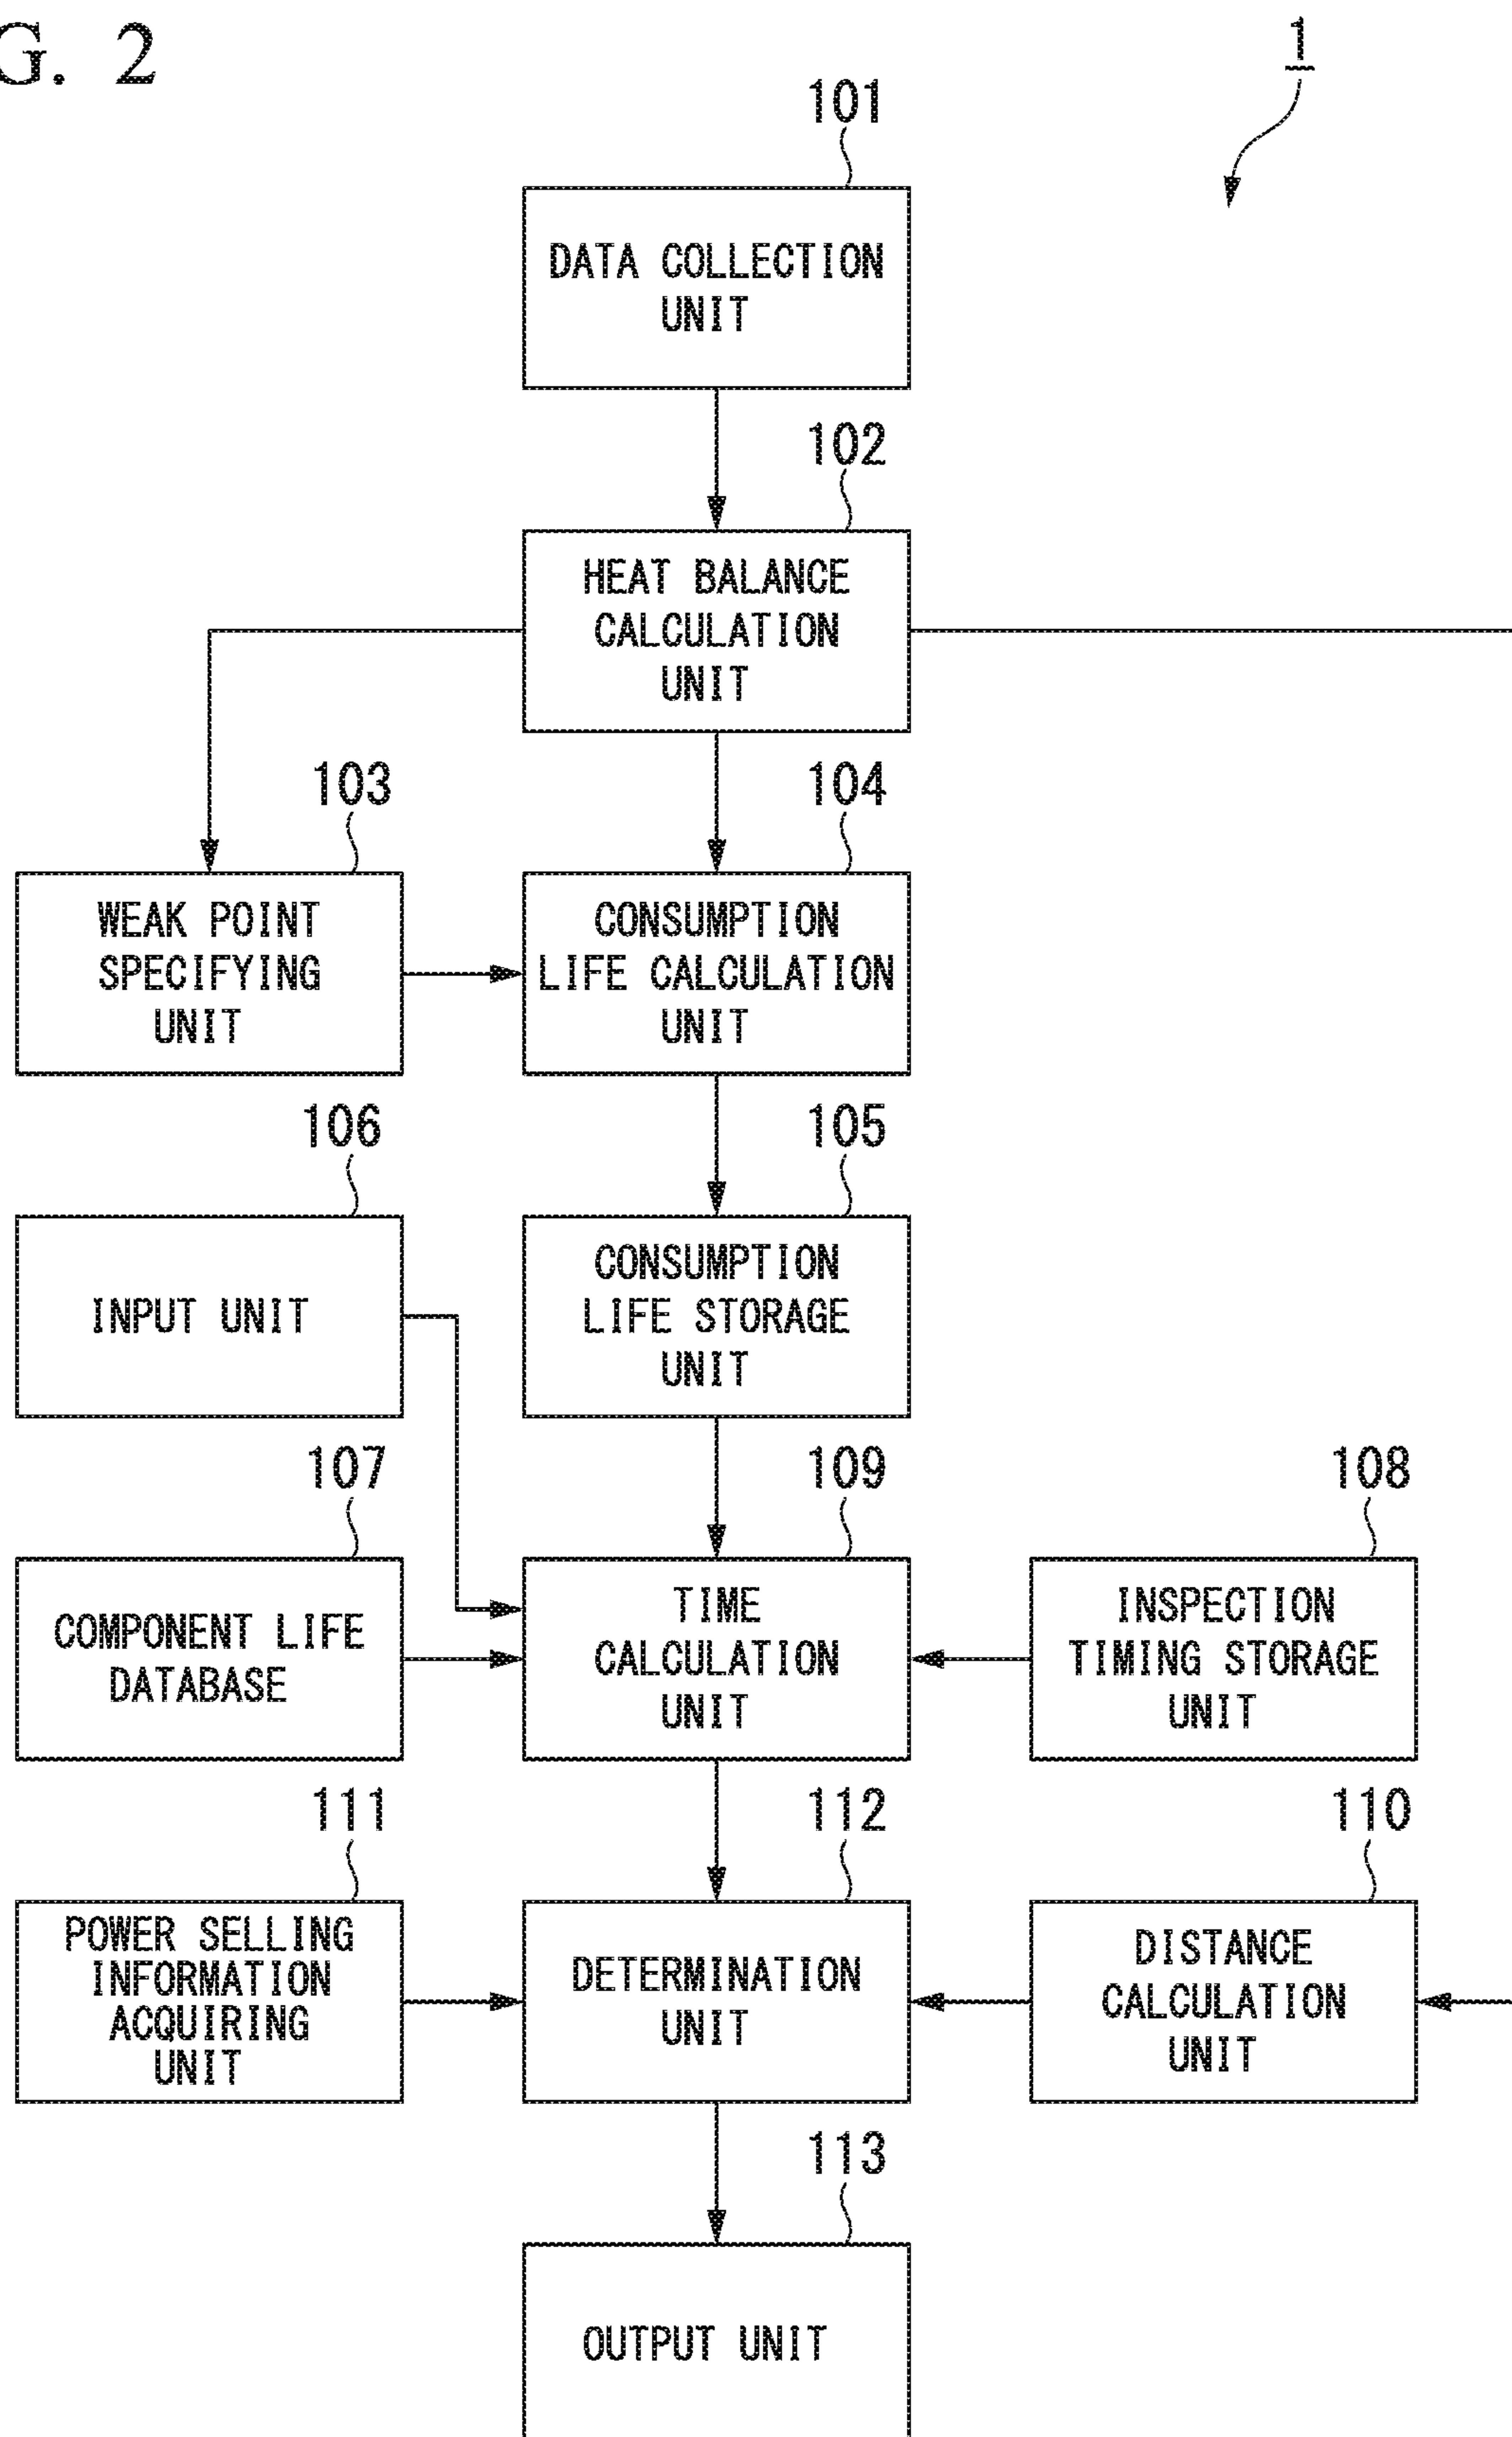 G. 2
1
101
DATA COLLECTION
UNIT
102
HEAT BALANCE
CALCULATION
UNIT
103
WEAK POINT
SPECIFYING
UNIT
104
CONSUMPTION
LIFE CALCULATION
UNIT
106
INPUT UNIT
105
CONSUMPTION
LIFE STORAGE
UNIT
107
COMPONENT LIFE
DATABASE
109
TIME
CALCULATION
UNIT
108
INSPECTION
TIMING STORAGE
UNIT
111
POWER SELLING
INFORMATION
ACQUIRING
UNIT
112
DETERMINATION
UNIT
110
DISTANCE
CALCULATION
UNIT
113
OUTPUT UNIT